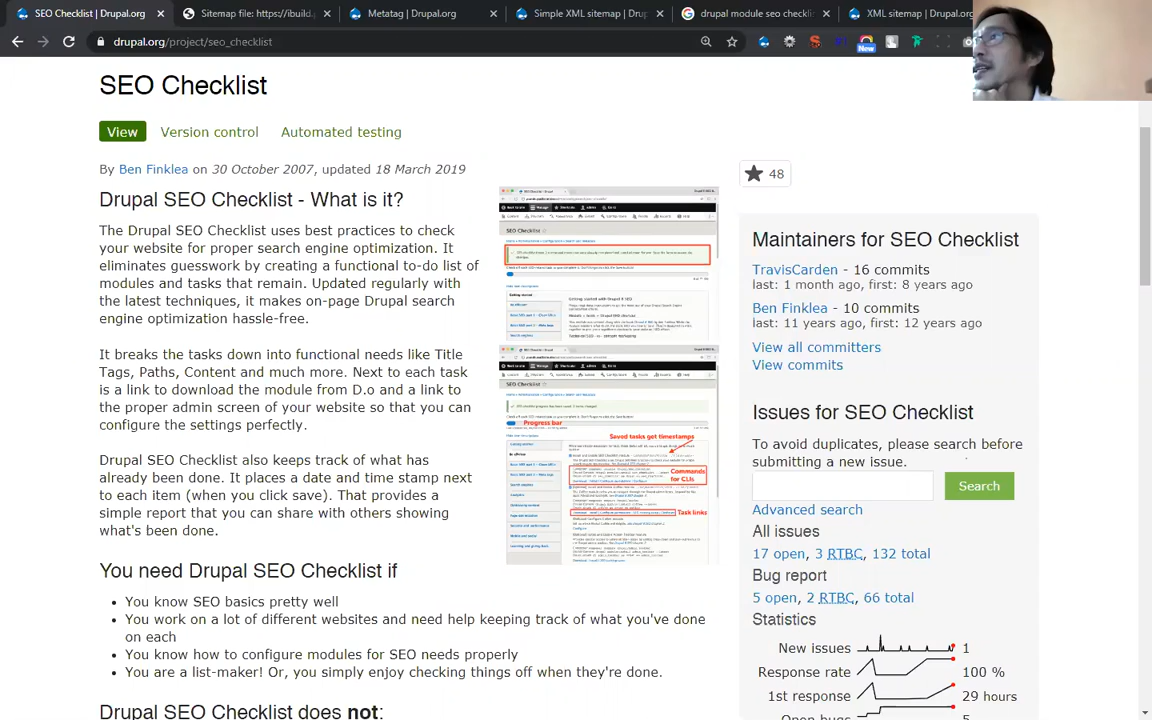 SEO Checklist | Drupal.org
Sitemap file: https://ibuild.
Metatag | Drupal.org
Simple XML sitemap | Drup
drupal module seo checkli
XML sitemap | Drupal.org
drupal.org/project/seo_checklist
New
SEO Checklist
View
Version control
Automated testing
By Ben Finklea on 30 October 2007, updated 18 March 2019
48
Drupal SEO Checklist - What is it?
The Drupal SEO Checklist uses best practices to check
your website for proper search engine optimization. It
eliminates guesswork by creating a functional to-do list of
modules and tasks that remain. Updated regularly with
the latest techniques, it makes on-page Drupal search
engine optimization hassle-free.
It breaks the tasks down into functional needs like Title
Tags, Paths, Content and much more. Next to each task
is a link to download the module from D.o and a link to
the proper admin screen of your website so that you can
configure the settings perfectly.
Drupal SEO Checklist also keeps track of what has
already been done. It places a date and time stamp next
to each item (when you click save). That provides a
simple report that you can share with others showing
what's been done.
SEO Checklist
SEO Checklist
Progress bar
Saved tasks get timestamps
Commands
for CLIs
Task links
You need Drupal SEO Checklist if
• You know SEO basics pretty well
• You work on a lot of different websites and need help keeping track of what you've done
on each
• You know how to configure modules for SEO needs properly
• You are a list-maker! Or, you simply enjoy checking things off when they're done.
Drupal SEO Checklist does not:
Maintainers for SEO Checklist
TravisCarden - 16 commits
last: 1 month ago, first: 8 years ago
Ben Finklea - 10 commits
last: 11 years ago, first: 12 years ago
View all committers
View commits
Issues for SEO Checklist
To avoid duplicates, please search before
submitting a new issue.
Search
Advanced search
All issues
17 open, 3 RTBC, 132 total
Bug report
5 open, 2 RTBC, 66 total
Statistics
New issues 1
Response rate 100 %
1st response 29 hours
Open bugs 5